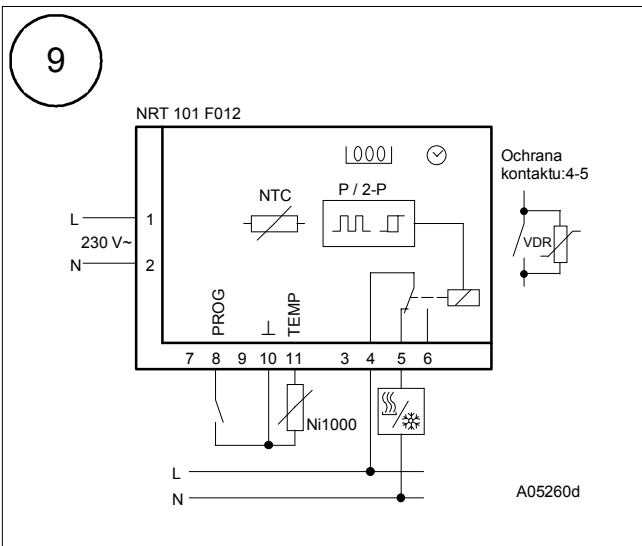 9
NRT 101 F012
000
Ochrana
kontaktu:4-5
NTC
P / 2-P
VDR
L
1
230 V~
N
2
PROG
⊥
TEMP
7 8 9 10 11 3 4 5 6
Ni1000
L
N
A05260d